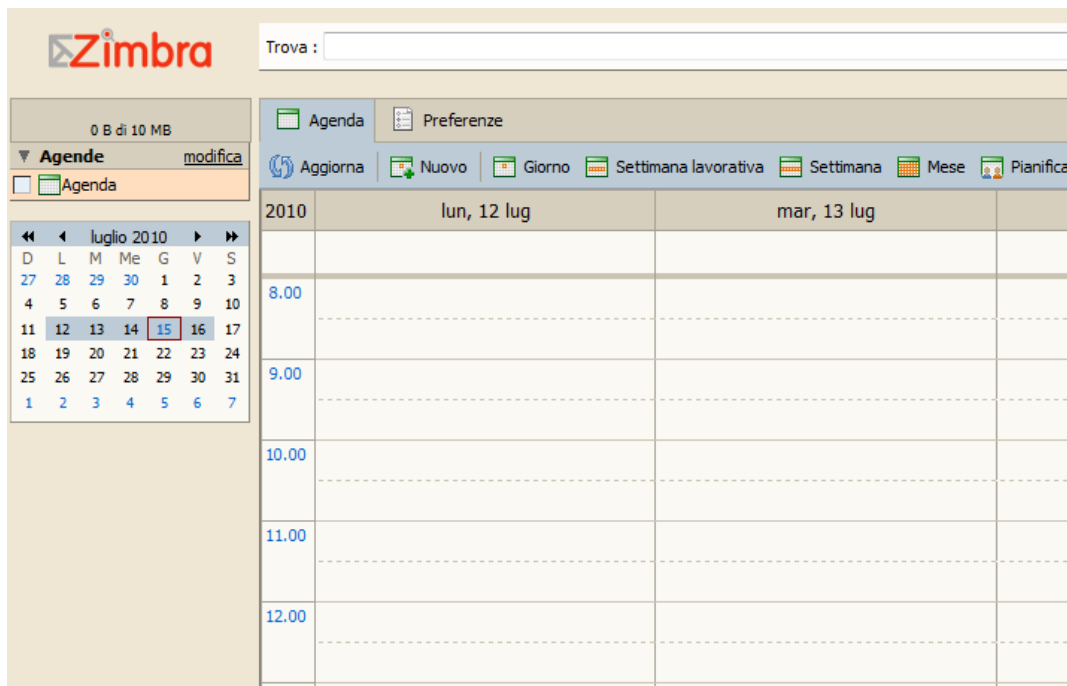 Zimbra
Trova :
0 B di 10 MB
Agende modifica
Agenda
luglio 2010
D L M Me G V S
27 28 29 30 1 2 3
4 5 6 7 8 9 10
11 12 13 14 15 16 17
18 19 20 21 22 23 24
25 26 27 28 29 30 31
1 2 3 4 5 6 7
Agenda Preferenze
Aggiorna Nuovo Giorno Settimana lavorativa Settimana Mese Pianifica
2010 lun, 12 lug mar, 13 lug
8.00
9.00
10.00
11.00
12.00